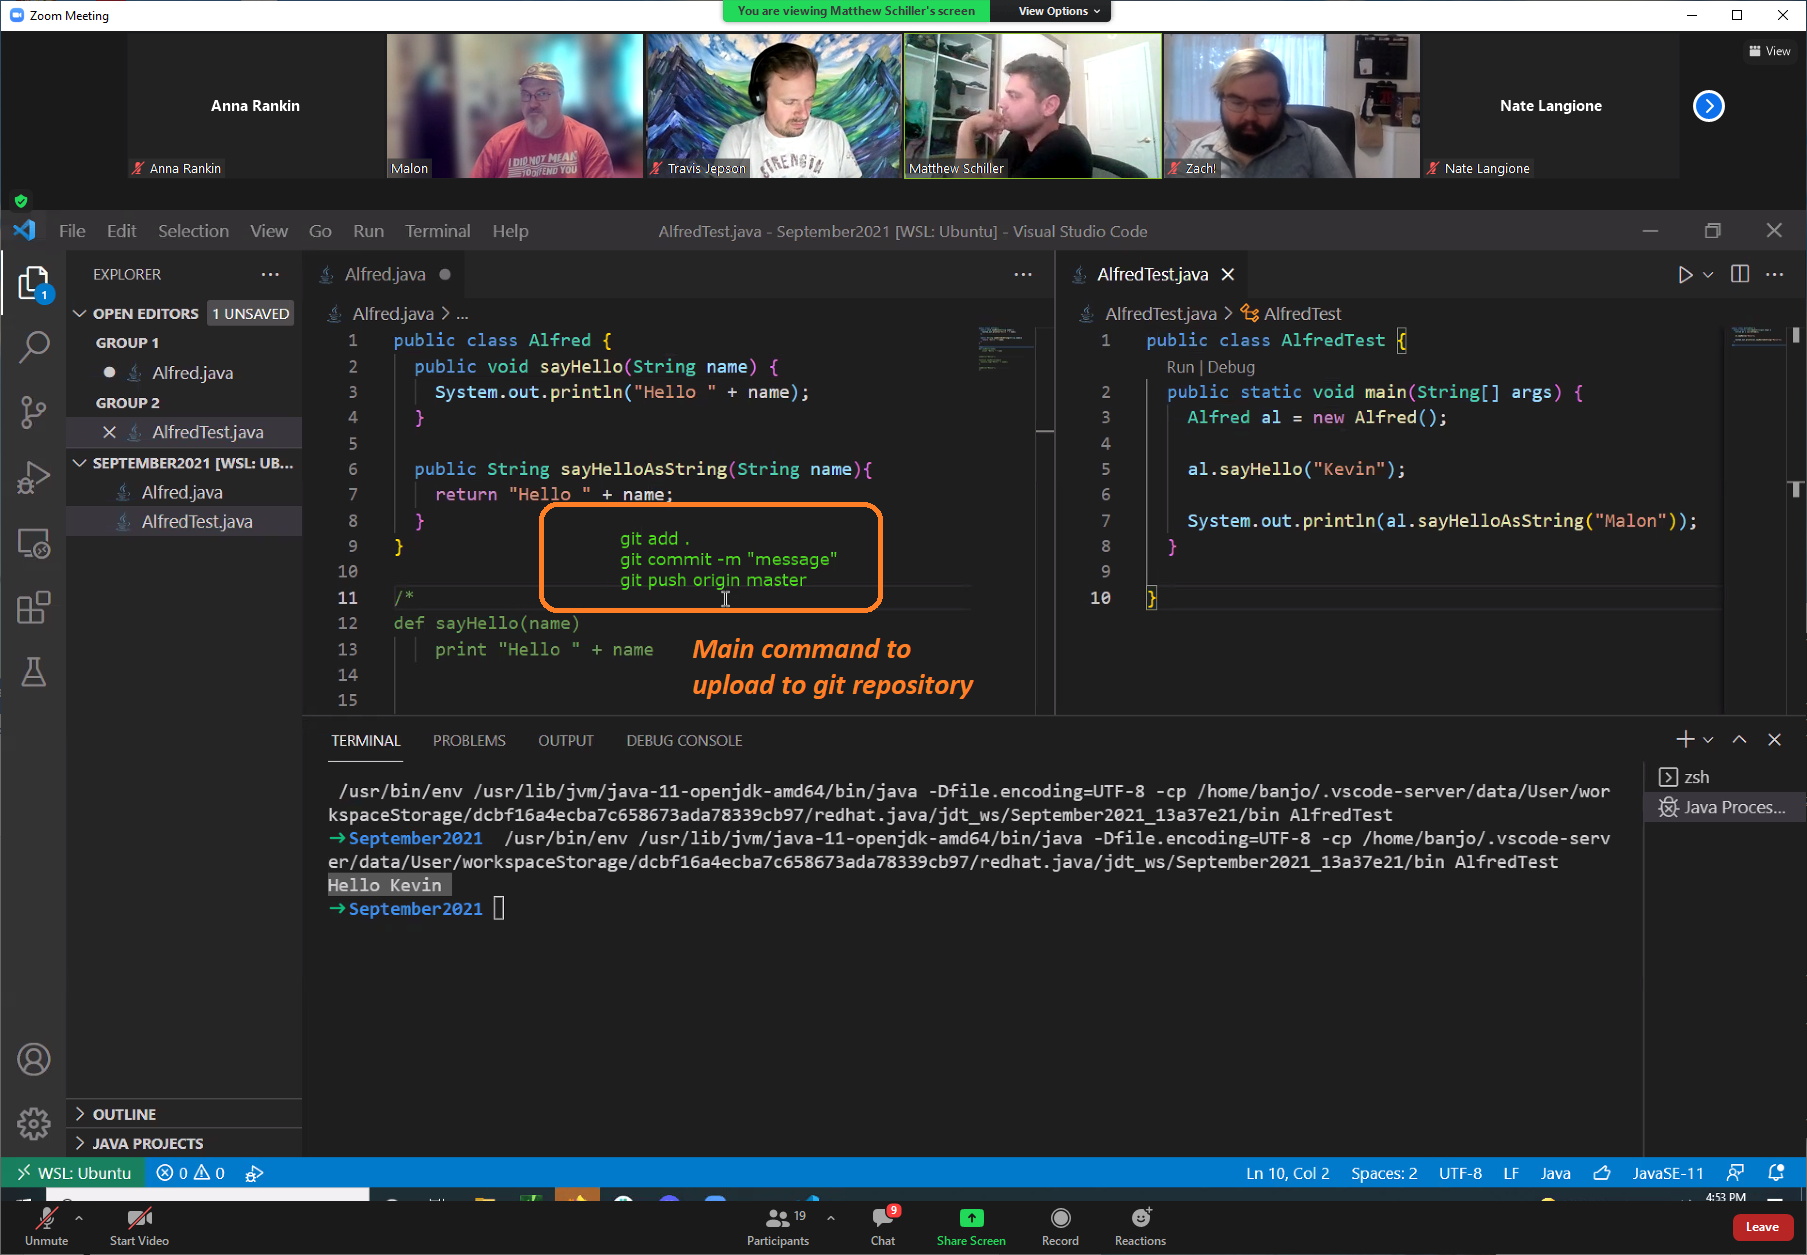 Zoom Meeting
You are viewing Matthew Schiller's screen
View Options
View
Anna Rankin
Nate Langione
I DID NOT MEAN
TO OFFEND YOU
STRENGTH
Anna Rankin
Malon
Travis Jepson
Matthew Schiller
Zach!
Nate Langione
File Edit Selection View Go Run Terminal Help
AlfredTest.java - September2021 [WSL: Ubuntu] - Visual Studio Code
EXPLORER
1
OPEN EDITORS 1 UNSAVED
GROUP 1
Alfred.java
GROUP 2
AlfredTest.java
SEPTEMBER2021 [WSL: UB...
Alfred.java
AlfredTest.java
OUTLINE
JAVA PROJECTS
Alfred.java
Alfred.java > ...
1 public class Alfred {
2 public void sayHello(String name) {
3 System.out.println("Hello " + name);
4 }
5
6 public String sayHelloAsString(String name){
7 return "Hello " + name;
8 }
9 }
10
11 /*
12 def sayHello(name)
13 print "Hello " + name
14
15
git add .
git commit -m "message"
git push origin master
Main command to
upload to git repository
AlfredTest.java
AlfredTest.java > AlfredTest
1 public class AlfredTest {
Run | Debug
2 public static void main(String[] args) {
3 Alfred al = new Alfred();
4
5 al.sayHello("Kevin");
6
7 System.out.println(al.sayHelloAsString("Malon"));
8 }
9
10 }
TERMINAL PROBLEMS OUTPUT DEBUG CONSOLE
/usr/bin/env /usr/lib/jvm/java-11-openjdk-amd64/bin/java -Dfile.encoding=UTF-8 -cp /home/banjo/.vscode-server/data/User/wor
kspaceStorage/dcbf16a4ecba7c658673ada78339cb97/redhat.java/jdt_ws/September2021_13a37e21/bin AlfredTest
→ September2021 /usr/bin/env /usr/lib/jvm/java-11-openjdk-amd64/bin/java -Dfile.encoding=UTF-8 -cp /home/banjo/.vscode-serv
er/data/User/workspaceStorage/dcbf16a4ecba7c658673ada78339cb97/redhat.java/jdt_ws/September2021_13a37e21/bin AlfredTest
Hello Kevin
→ September2021
zsh
Java Proces...
WSL: Ubuntu 0 0
Ln 10, Col 2 Spaces: 2 UTF-8 LF Java JavaSE-11
4:53 PM
Unmute
Start Video
19
Participants
9
Chat
Share Screen
Record
Reactions
Leave